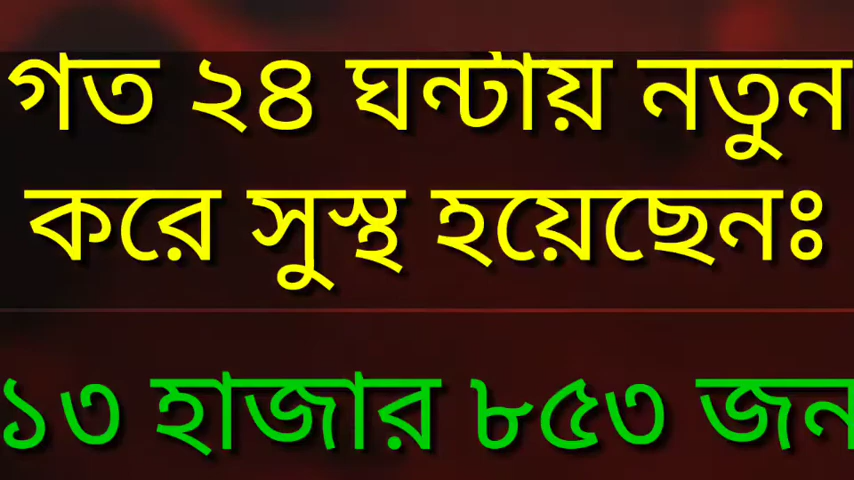 গত ২৪ ঘন্টায় নতুন
করে সুস্থ হয়েছেনঃ
১৩ হাজার ৮৫৩ জন